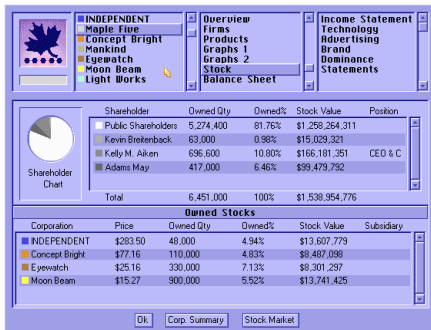 INDEPENDENT
Maple Five
Concept Bright
Mankind
Eyewatch
Moon Beam
Light Works
Overview
Firms
Products
Graphs 1
Graphs 2
Stock
Balance Sheet
Income Statement
Technology
Advertising
Brand
Dominance
Statements
Shareholder Owned Qty Owned% Stock Value Position
Public Shareholders 5,274,400 81.76% $1,258,264,311
Kevin Breitenback 63,000 0.98% $15,029,321
Kelly M. Aiken 696,600 10.80% $166,181,351 CEO & C
Adams May 417,000 6.46% $99,479,792
Shareholder
Chart
Total 6,451,000 100% $1,538,954,776
Owned Stocks
Corporation Price Owned Qty Owned% Stock Value Subsidiary
INDEPENDENT $283.50 48,000 4.94% $13,607,779
Concept Bright $77.16 110,000 4.83% $8,487,098
Eyewatch $25.16 330,000 7.13% $8,301,297
Moon Beam $15.27 900,000 5.52% $13,741,425
Ok Corp. Summary Stock Market